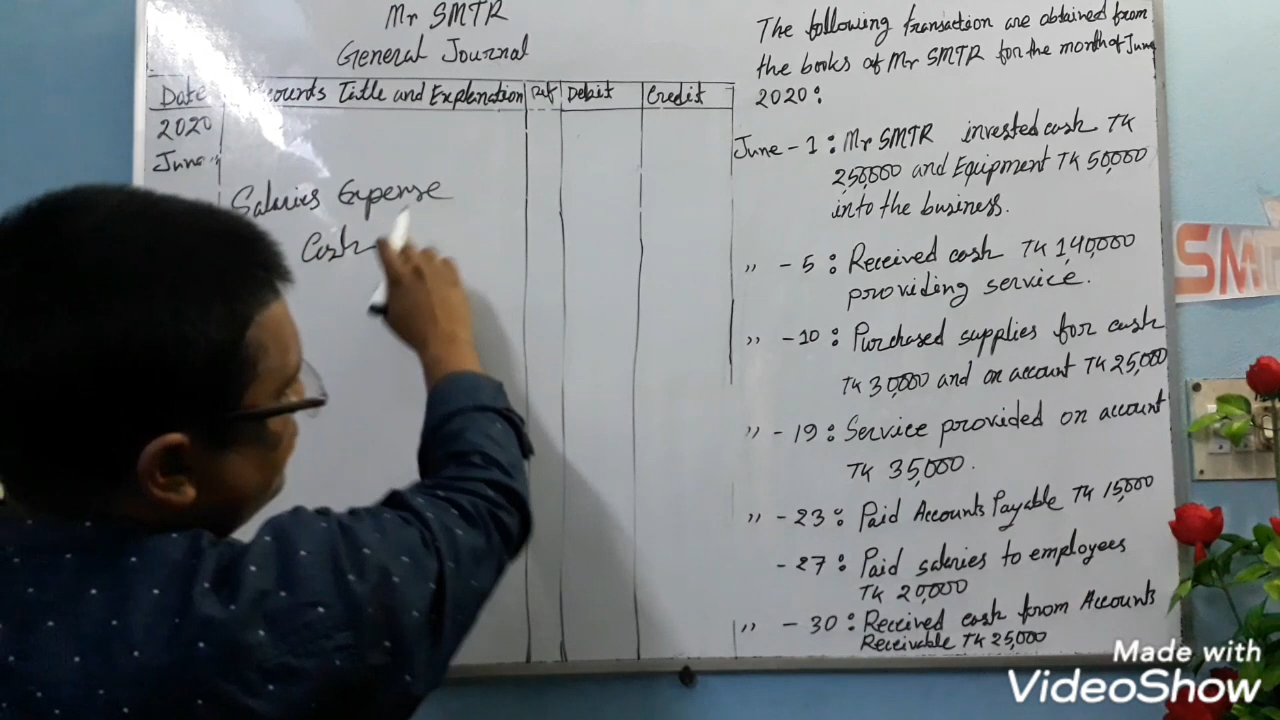 Mr SMTR
General Journal
Date
Title and Explanation
Ref
Debit
Credit
2020
June
Salaries Expense
Cash
The following transaction are obtained from
the books of Mr SMTR for the month of June
2020:
June - 1 : Mr SMTR invested cash TK
250,000 and Equipment TK 50,000
into the business.
,, - 5 : Received cash TK 1,40,000
providing service.
,, - 10 : Purchased supplies for cash
TK 30,000 and on account TK 25,000
,, - 19 : Service provided on account
TK 35,000.
,, - 23 : Paid Accounts Payable TK 15,000
- 27 : Paid salaries to employees
TK 20,000
,, - 30 : Received cash from Accounts
Receivable TK 25,000
Made with
VideoShow